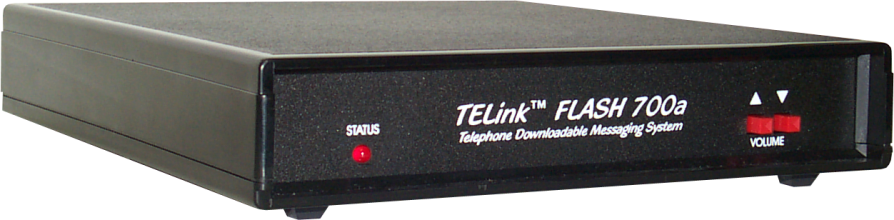 TELink™ FLASH 700a
Telephone Downloadable Messaging System
STATUS
▲ ▼
VOLUME